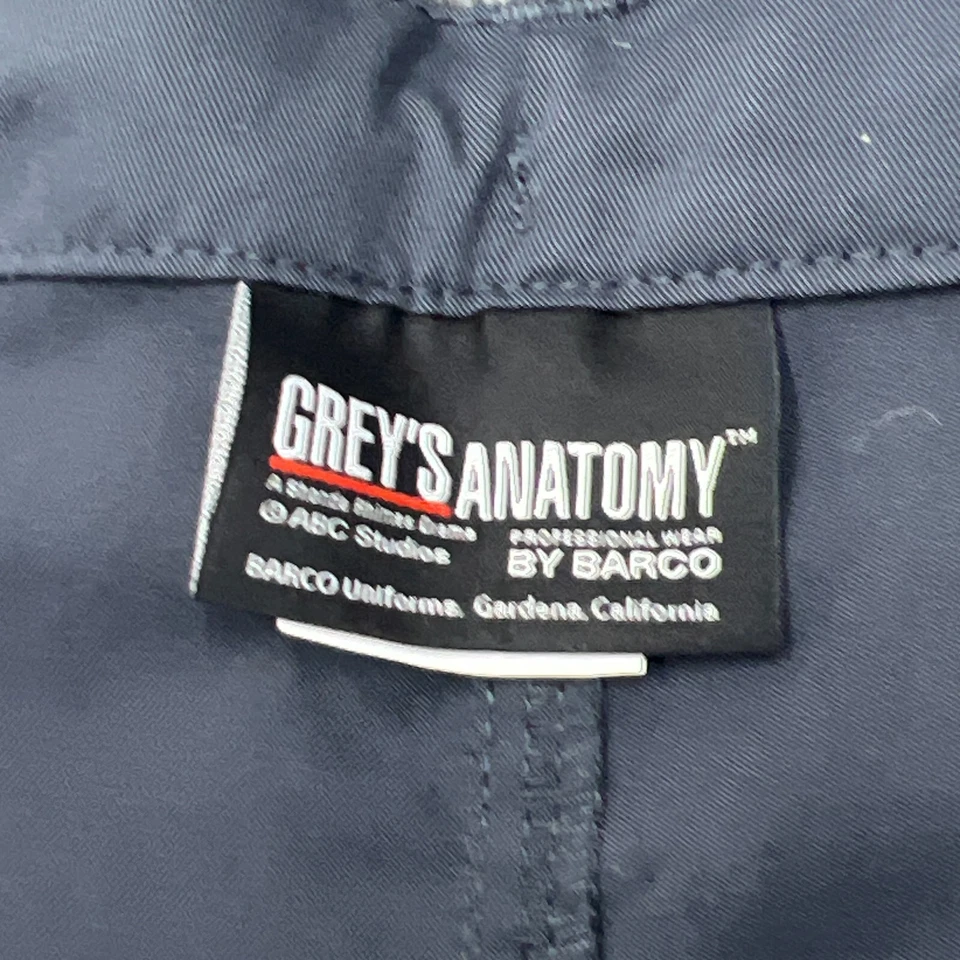 GREY'S ANATOMY™
A Shonda Rhimes Drama
©ABC Studios
PROFESSIONAL WEAR
BY BARCO
BARCO Uniforms, Gardena, California